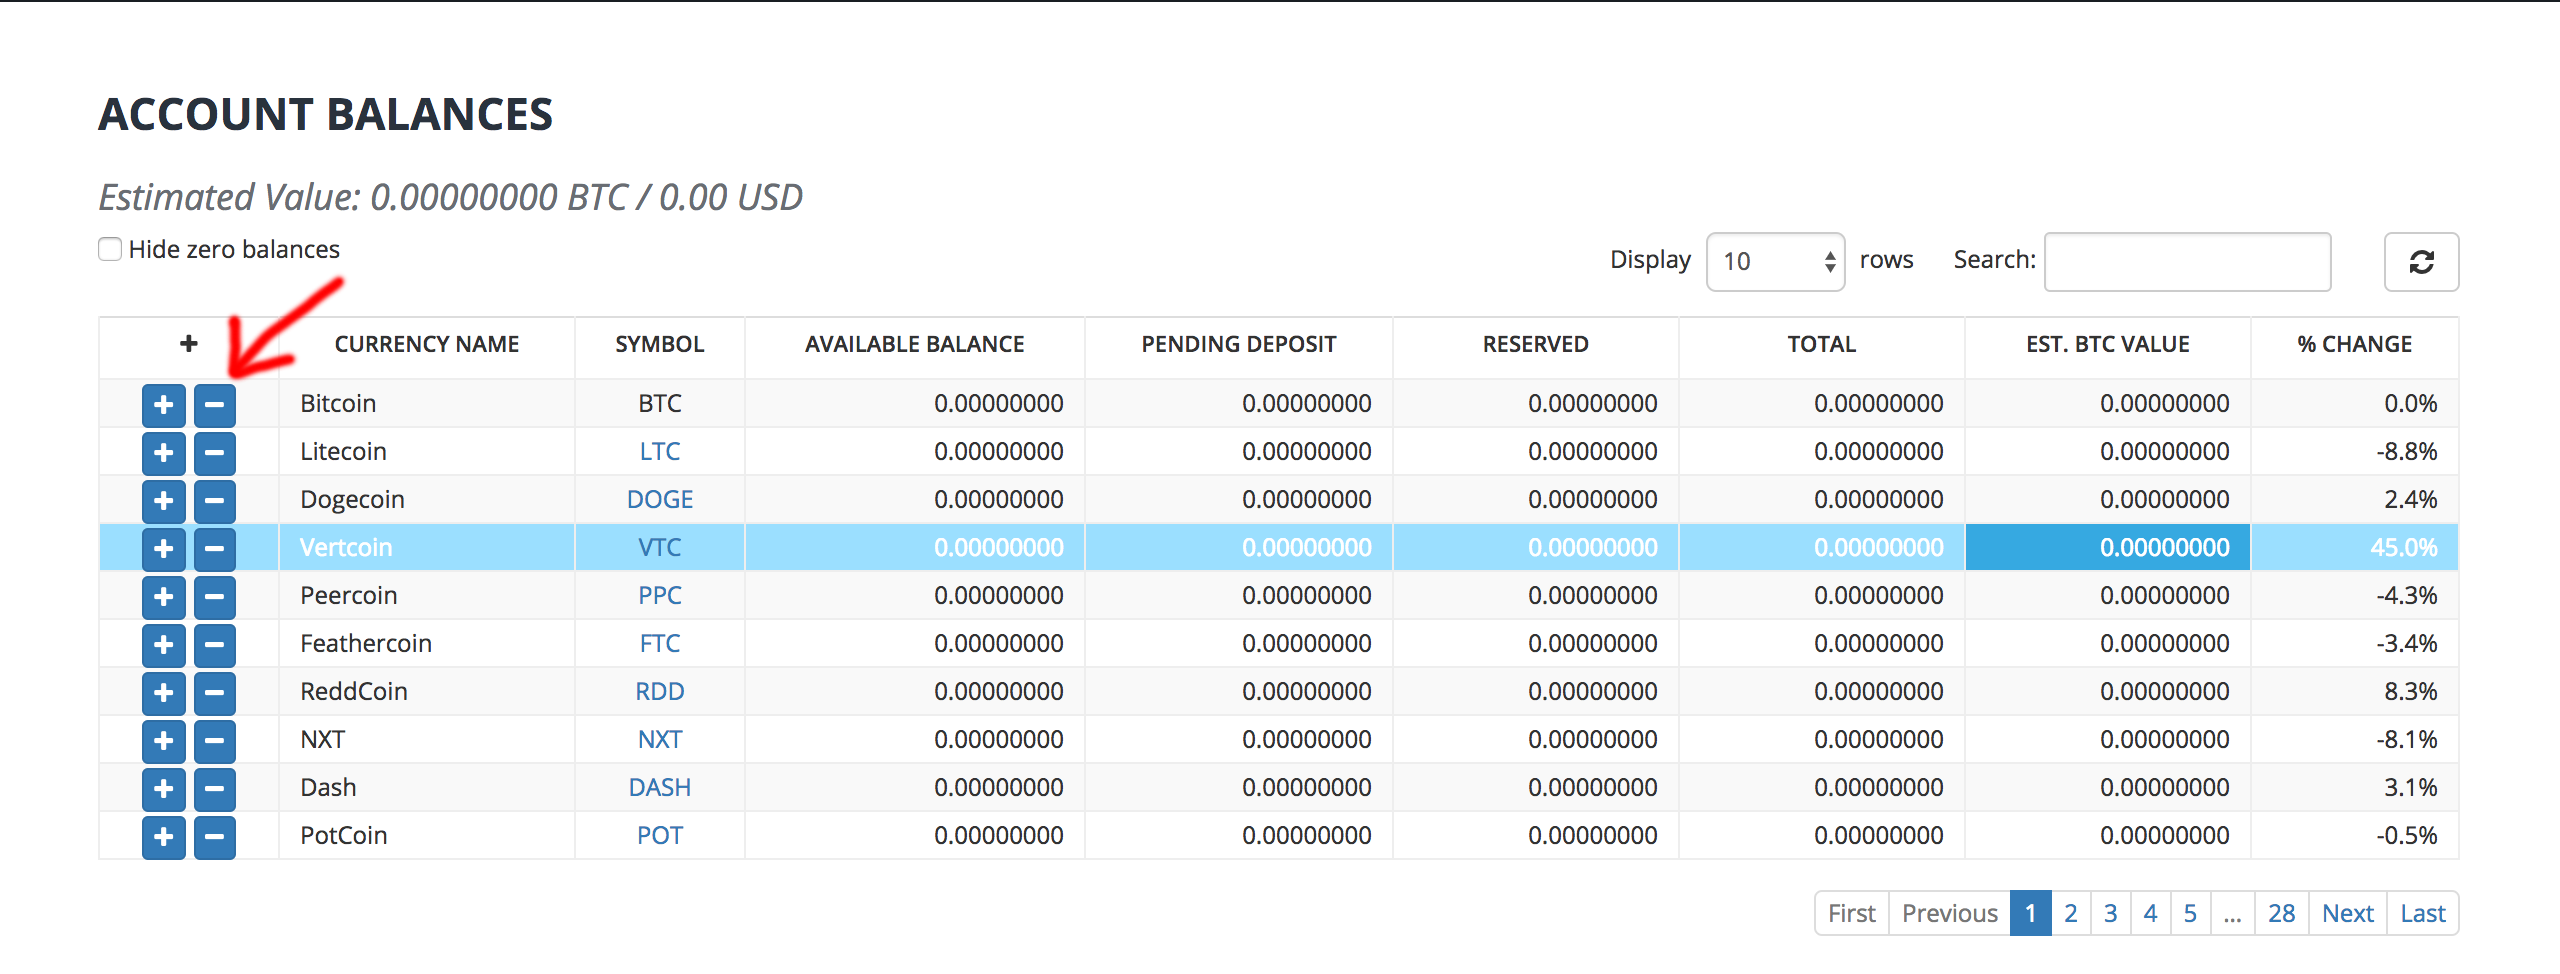 ACCOUNT BALANCES
Estimated Value: 0.00000000 BTC / 0.00 USD
Hide zero balances
Display 10 rows Search:
+ CURRENCY NAME SYMBOL AVAILABLE BALANCE PENDING DEPOSIT RESERVED TOTAL EST. BTC VALUE % CHANGE
+ − Bitcoin BTC 0.00000000 0.00000000 0.00000000 0.00000000 0.00000000 0.0%
+ − Litecoin LTC 0.00000000 0.00000000 0.00000000 0.00000000 0.00000000 -8.8%
+ − Dogecoin DOGE 0.00000000 0.00000000 0.00000000 0.00000000 0.00000000 2.4%
+ − Vertcoin VTC 0.00000000 0.00000000 0.00000000 0.00000000 0.00000000 45.0%
+ − Peercoin PPC 0.00000000 0.00000000 0.00000000 0.00000000 0.00000000 -4.3%
+ − Feathercoin FTC 0.00000000 0.00000000 0.00000000 0.00000000 0.00000000 -3.4%
+ − ReddCoin RDD 0.00000000 0.00000000 0.00000000 0.00000000 0.00000000 8.3%
+ − NXT NXT 0.00000000 0.00000000 0.00000000 0.00000000 0.00000000 -8.1%
+ − Dash DASH 0.00000000 0.00000000 0.00000000 0.00000000 0.00000000 3.1%
+ − PotCoin POT 0.00000000 0.00000000 0.00000000 0.00000000 0.00000000 -0.5%
First Previous 1 2 3 4 5 ... 28 Next Last